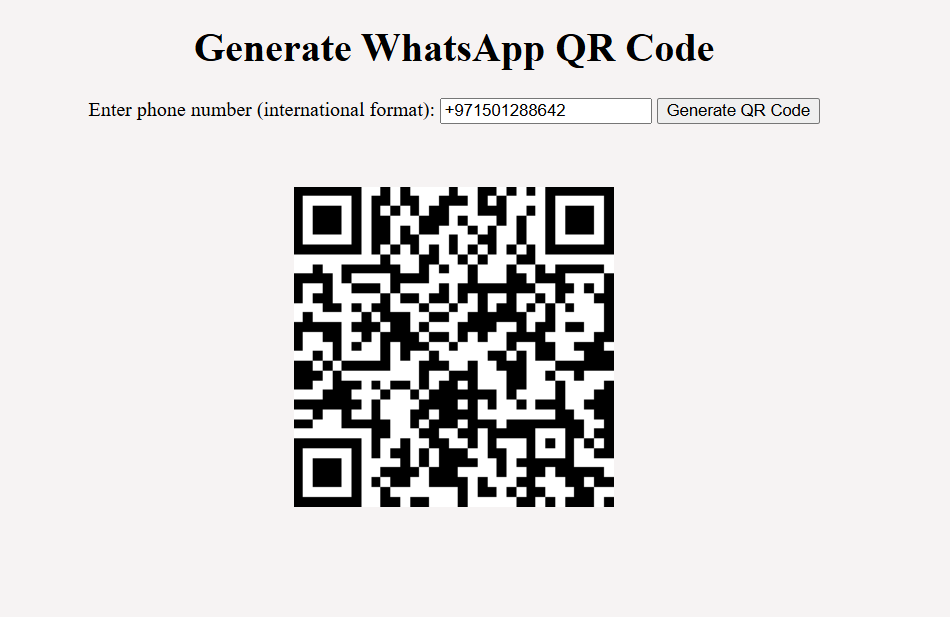 Generate WhatsApp QR Code
Enter phone number (international format): +971501288642 Generate QR Code